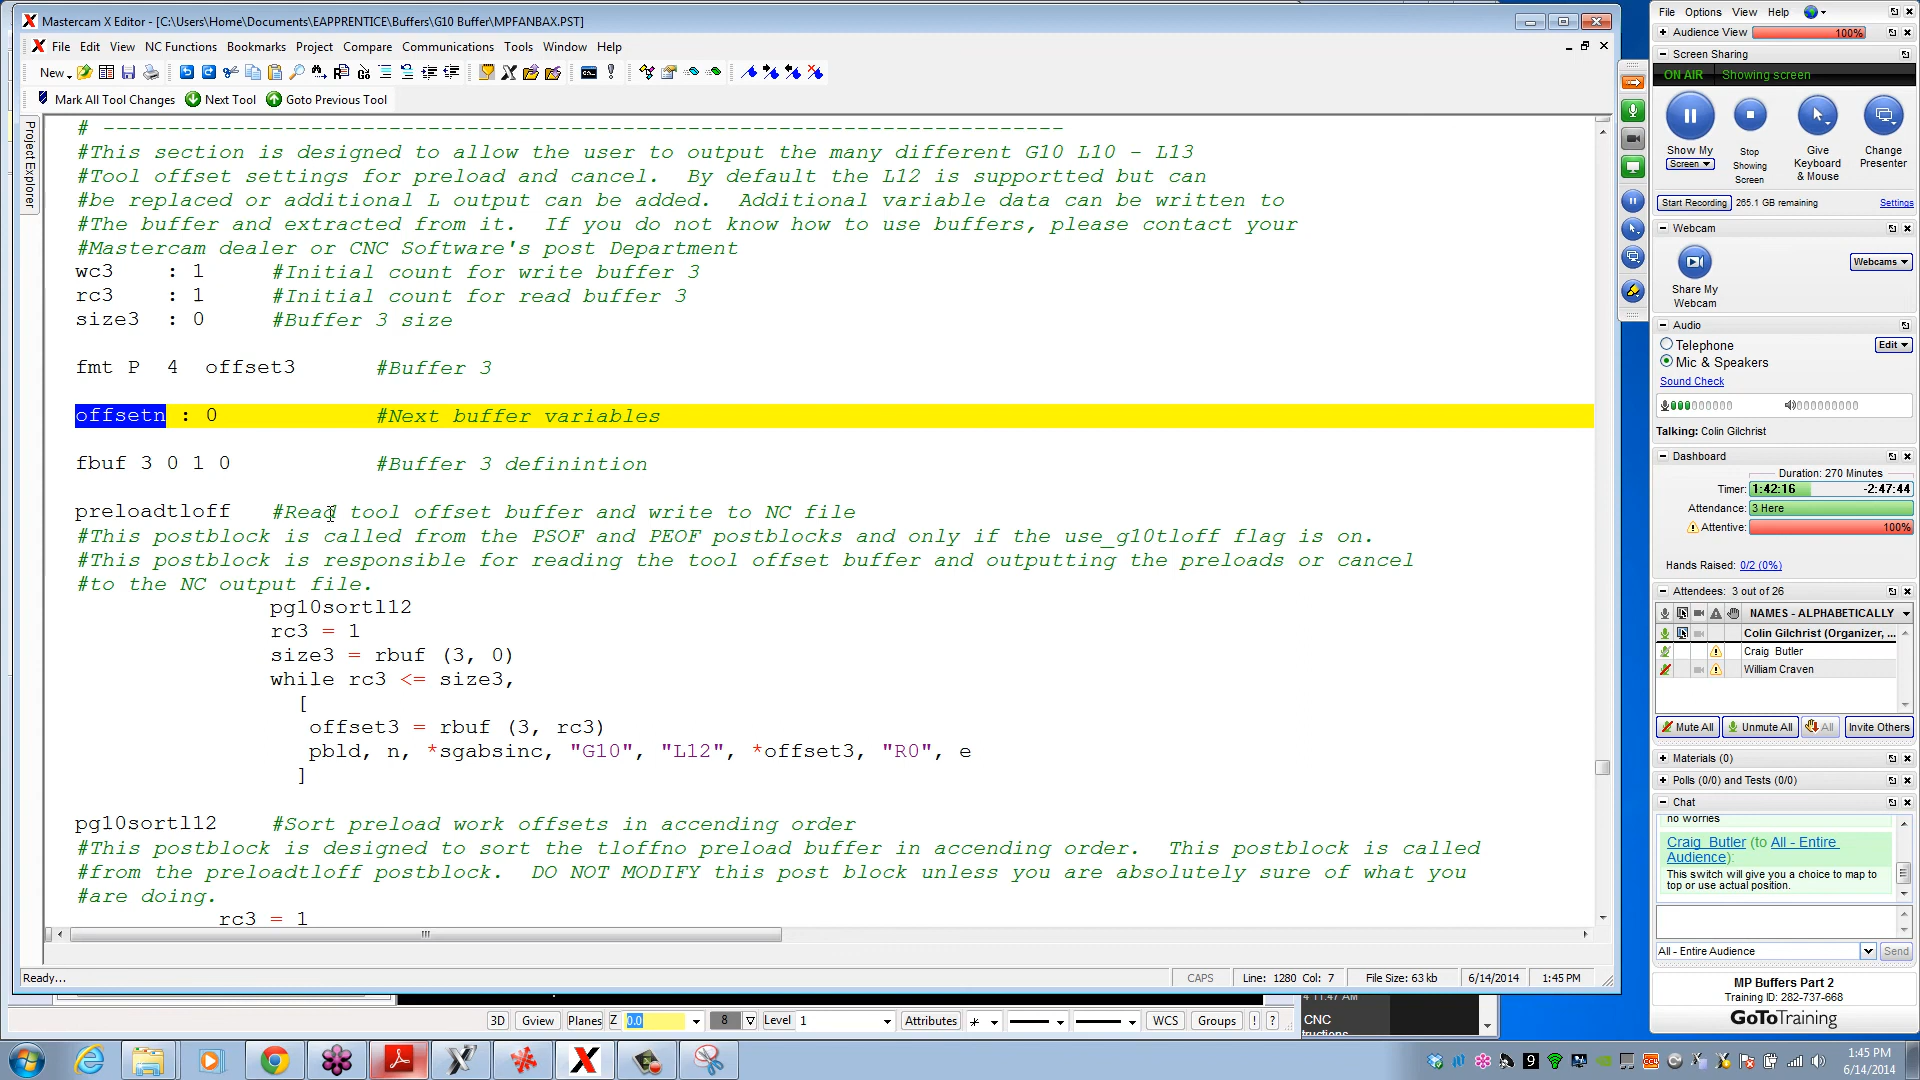 Mastercam X Editor - [C:\Users\Home\Documents\EAPPRENTICE\Buffers\G10 Buffer\MPFANBAX.PST]
File Edit View NC Functions Bookmarks Project Compare Communications Tools Window Help
New
Mark All Tool Changes Next Tool Goto Previous Tool
Project Explorer
# ---------------------------------------------------------------------------
#This section is designed to allow the user to output the many different G10 L10 - L13
#Tool offset settings for preload and cancel.  By default the L12 is supportted but can
#be replaced or additional L output can be added.  Additional variable data can be written to
#The buffer and extracted from it.  If you do not know how to use buffers, please contact your
#Mastercam dealer or CNC Software's post Department
wc3 : 1 #Initial count for write buffer 3
rc3 : 1 #Initial count for read buffer 3
size3 : 0 #Buffer 3 size
fmt P 4 offset3 #Buffer 3
offsetn : 0 #Next buffer variables
fbuf 3 0 1 0 #Buffer 3 definintion
preloadtloff #Read tool offset buffer and write to NC file
#This postblock is called from the PSOF and PEOF postblocks and only if the use_g10tloff flag is on.
#This postblock is responsible for reading the tool offset buffer and outputting the preloads or cancel
#to the NC output file.
pg10sortl12
rc3 = 1
size3 = rbuf (3, 0)
while rc3 <= size3,
[
offset3 = rbuf (3, rc3)
pbld, n, *sgabsinc, "G10", "L12", *offset3, "R0", e
]
pg10sortl12 #Sort preload work offsets in accending order
#This postblock is designed to sort the tloffno preload buffer in accending order.  This postblock is called
#from the preloadtloff postblock.  DO NOT MODIFY this post block unless you are absolutely sure of what you
#are doing.
rc3 = 1
Ready...
CAPS Line: 1280 Col: 7 File Size: 63 kb 6/14/2014 1:45 PM
CNC
3D Gview Planes Z 0.0 8 Level 1 Attributes WCS Groups ! ?
File Options View Help
Audience View 100%
Screen Sharing
ON AIR Showing screen
Show My Screen
Stop Showing Screen
Give Keyboard & Mouse
Change Presenter
Start Recording 265.1 GB remaining Settings
Webcam
Share My Webcam
Webcams
Audio
Telephone Edit
Mic & Speakers
Sound Check
Talking: Colin Gilchrist
Dashboard
Duration: 270 Minutes
Timer: 1:42:16 -2:47:44
Attendance: 3 Here
Attentive: 100%
Hands Raised: 0/2 (0%)
Attendees: 3 out of 26
NAMES - ALPHABETICALLY
Colin Gilchrist (Organizer, ...
Craig Butler
William Craven
Mute All Unmute All All Invite Others
Materials (0)
Polls (0/0) and Tests (0/0)
Chat
no worries
Craig Butler (to All - Entire Audience):
This switch will give you a choice to map to
top or use actual position.
All - Entire Audience Send
MP Buffers Part 2
Training ID: 282-737-668
GoToTraining
1:45 PM
6/14/2014